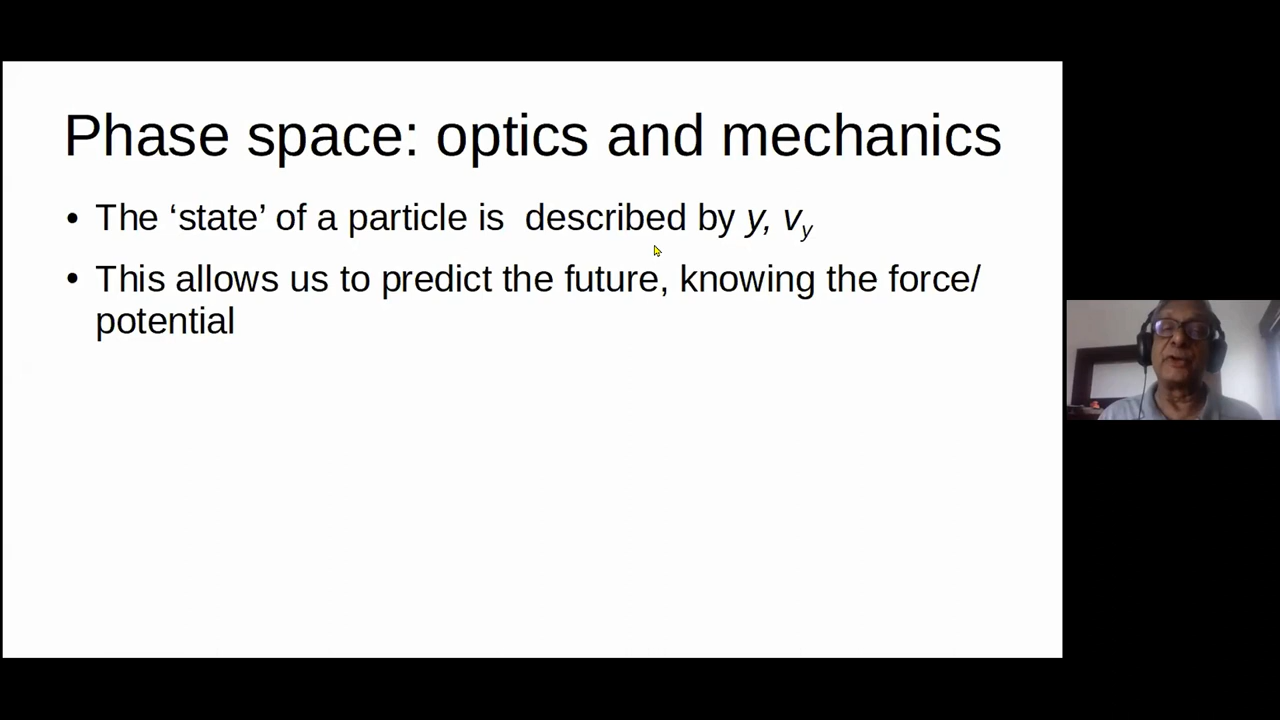 Phase space: optics and mechanics
• The ‘state’ of a particle is described by y, vy
• This allows us to predict the future, knowing the force/
potential